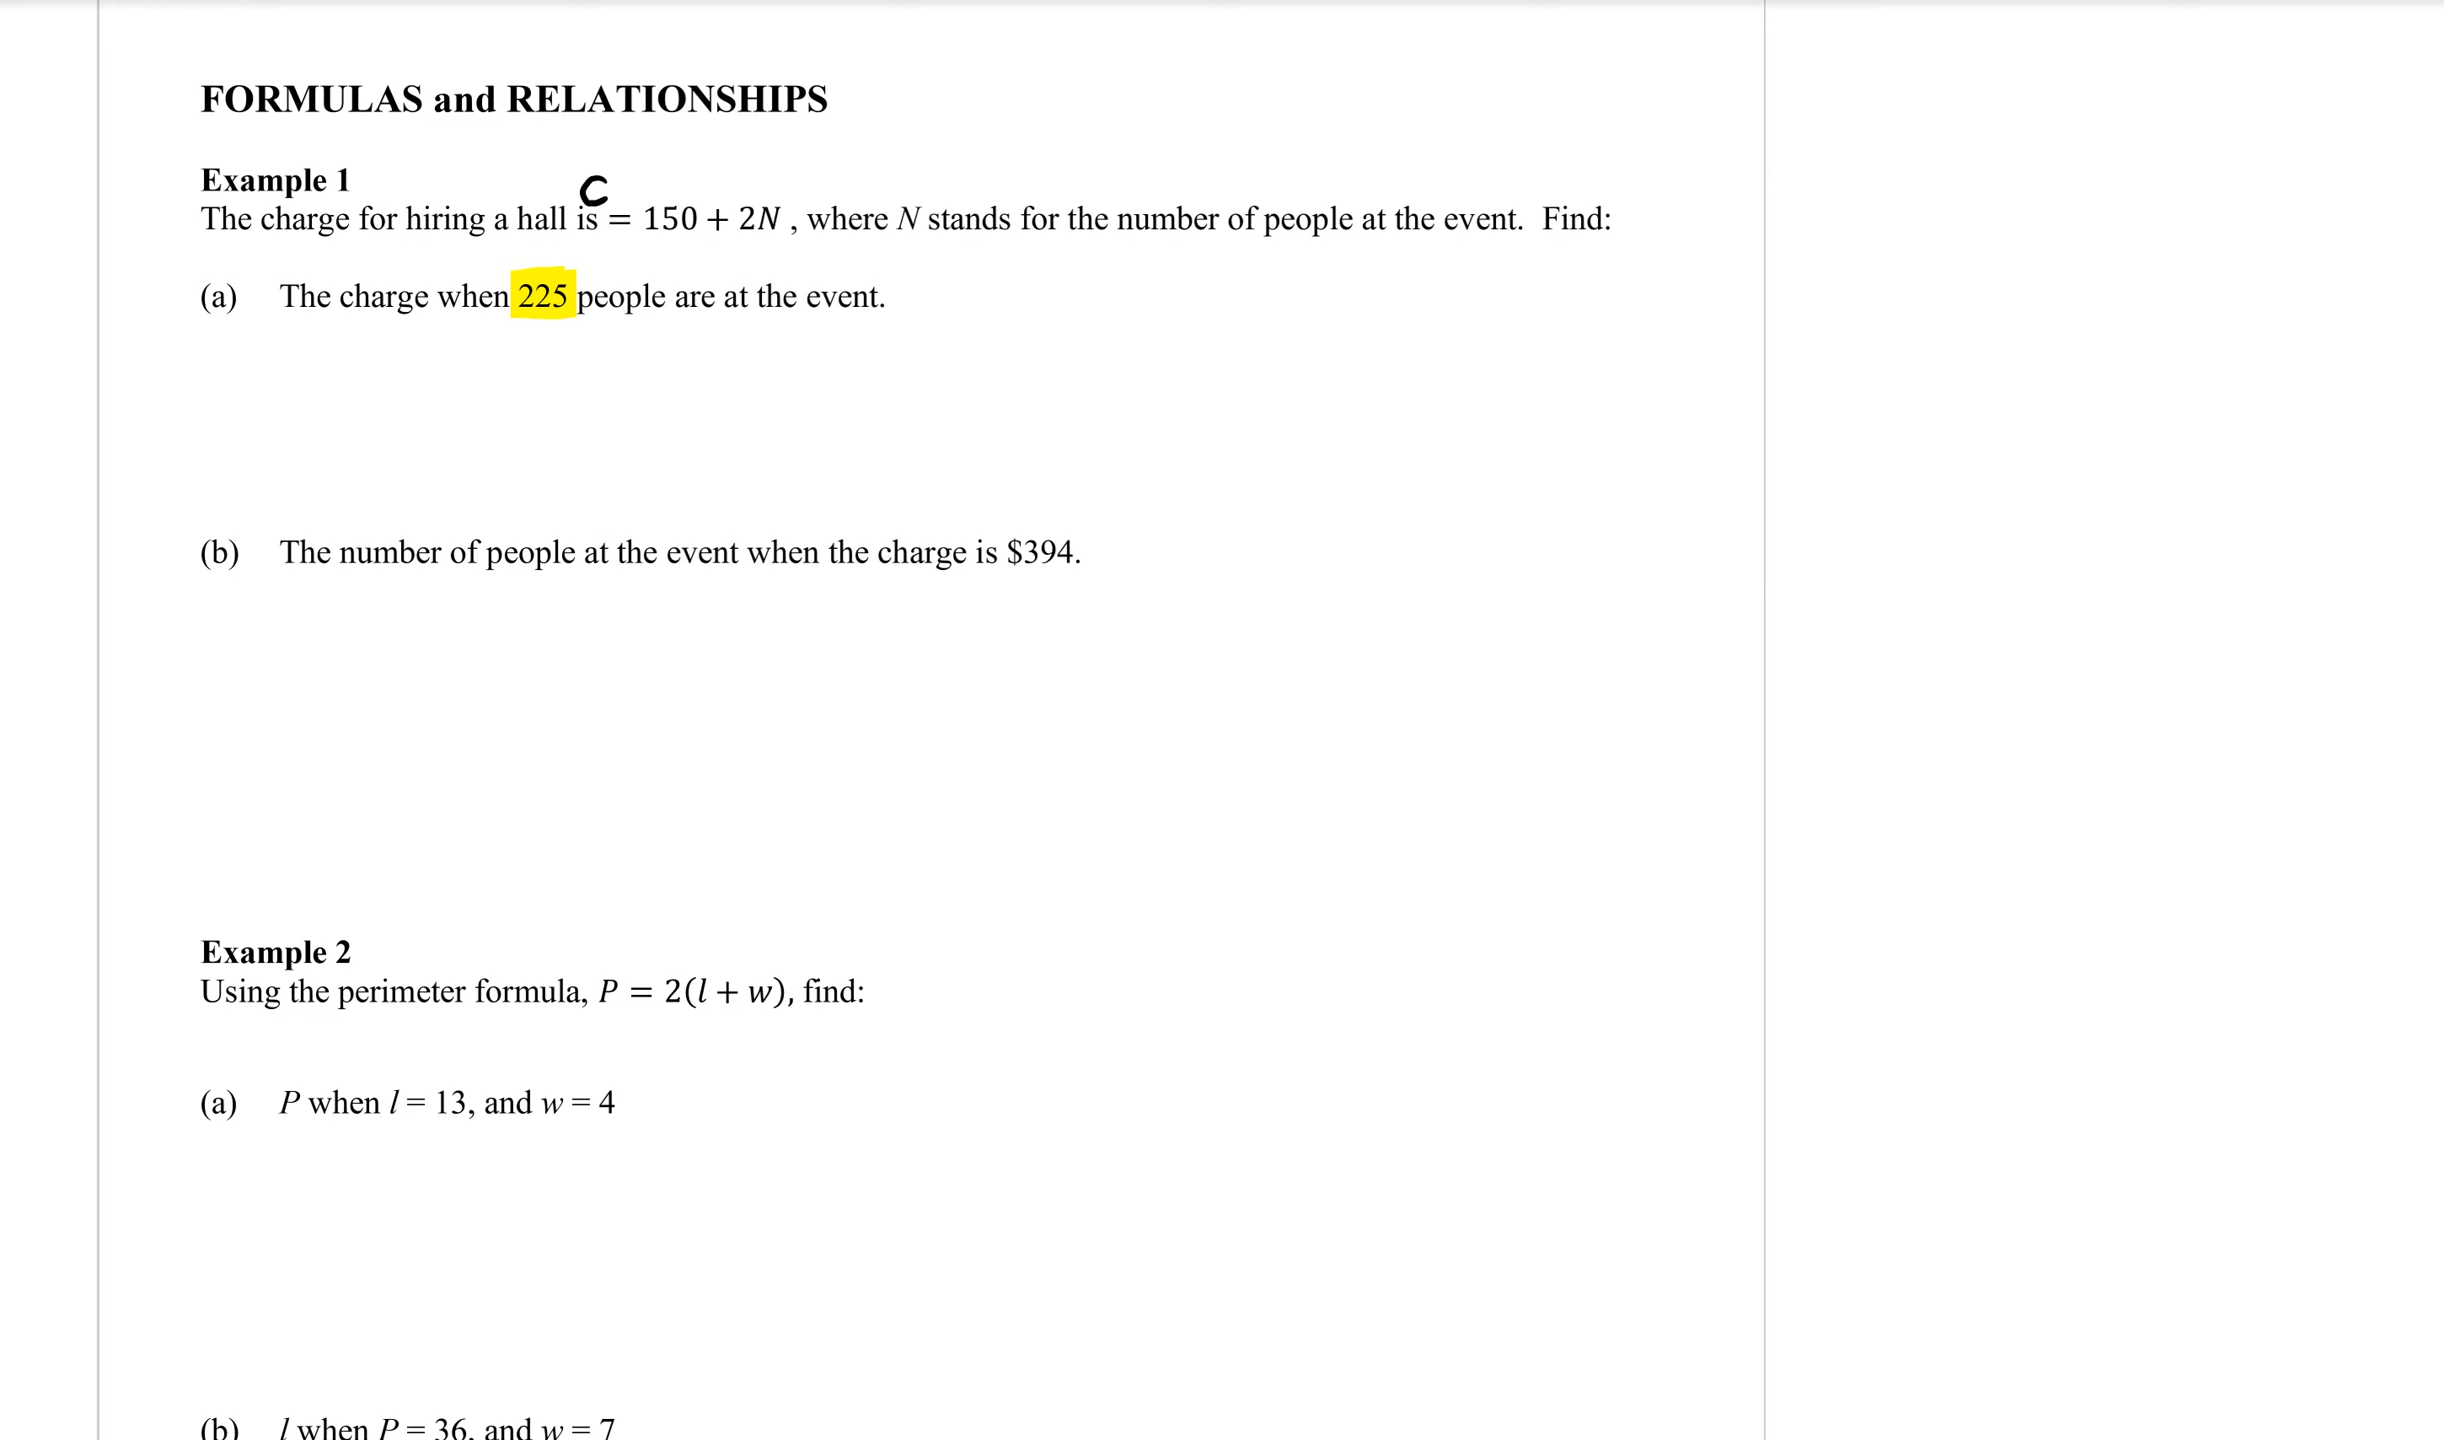 FORMULAS and RELATIONSHIPS
Example 1
C
The charge for hiring a hall is = 150 + 2N , where N stands for the number of people at the event. Find:
(a) The charge when 225 people are at the event.
(b) The number of people at the event when the charge is $394.
Example 2
Using the perimeter formula, P = 2(l + w), find:
(a) P when l = 13, and w = 4
(b) l when P = 36, and w = 7